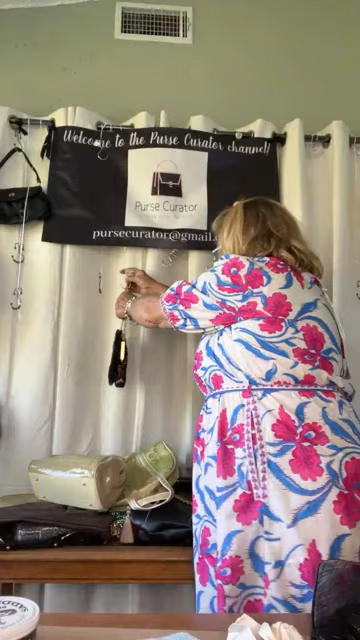 Welcome to the Purse Curator channel!
Purse Curator
pursecurator@gmail.